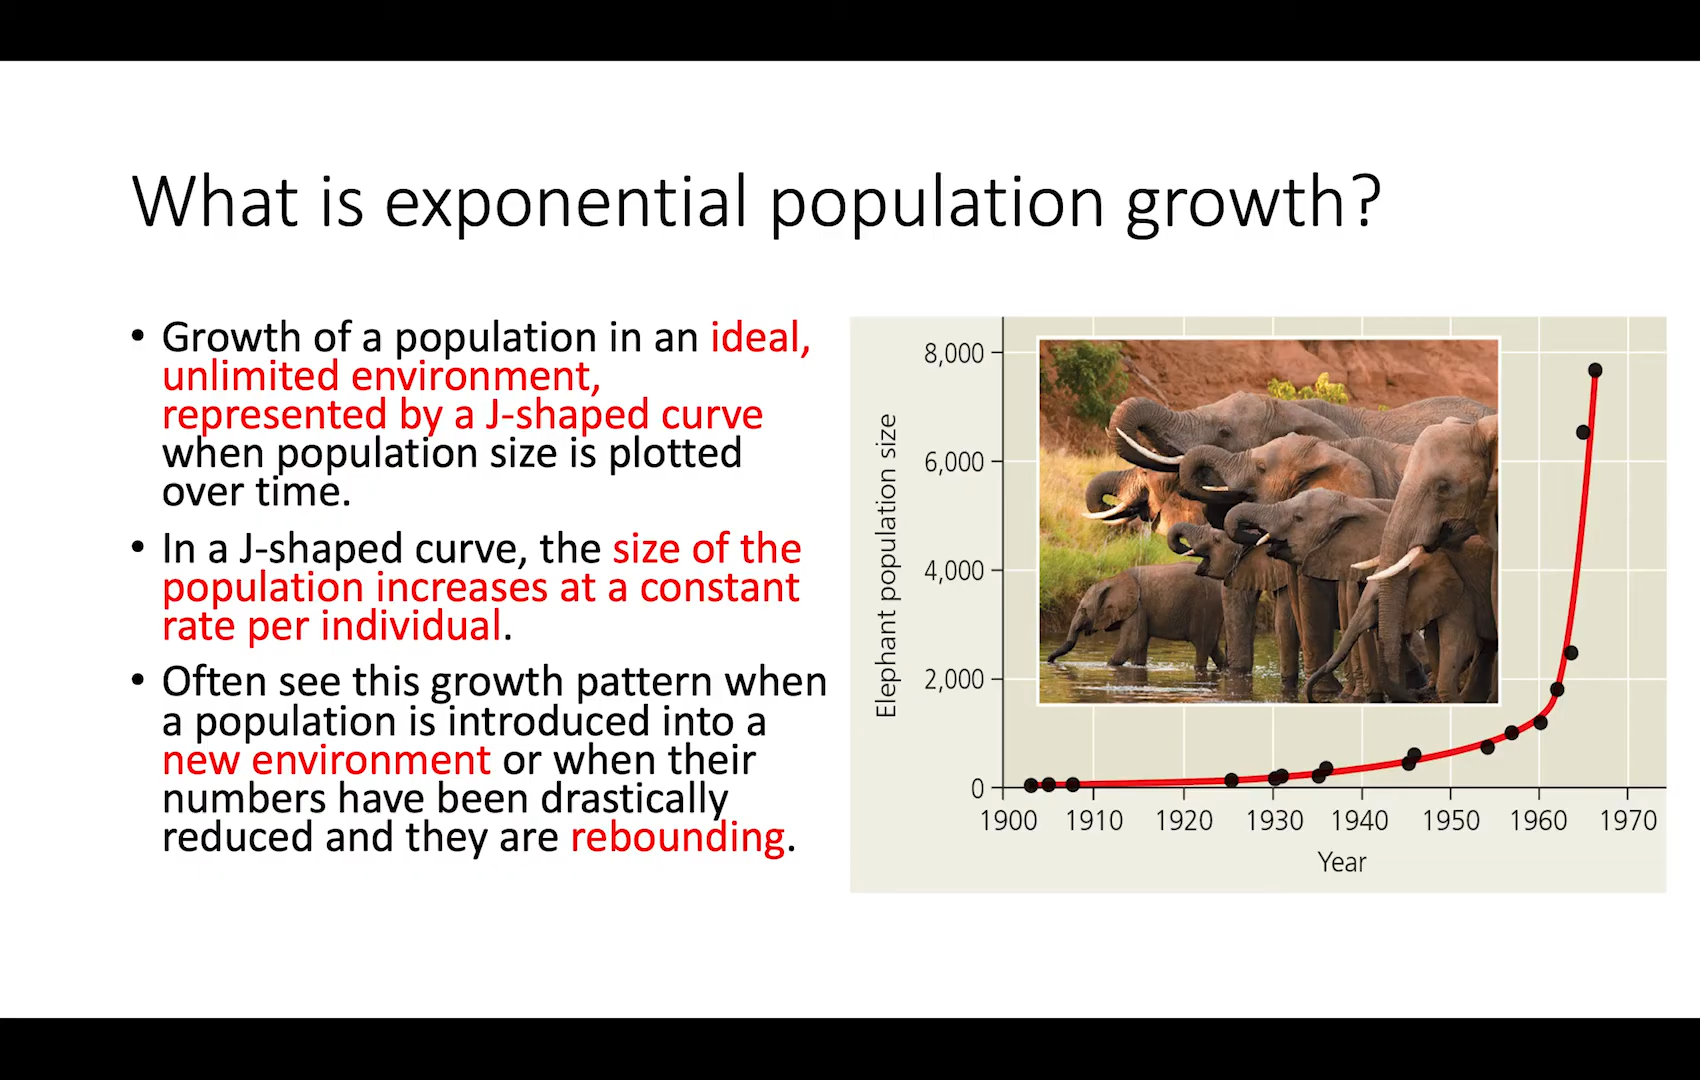 What is exponential population growth?
• Growth of a population in an ideal,
unlimited environment,
represented by a J-shaped curve
when population size is plotted
over time.
• In a J-shaped curve, the size of the
population increases at a constant
rate per individual.
• Often see this growth pattern when
a population is introduced into a
new environment or when their
numbers have been drastically
reduced and they are rebounding.
Elephant population size
8,000
6,000
4,000
2,000
0
1900 1910 1920 1930 1940 1950 1960 1970
Year